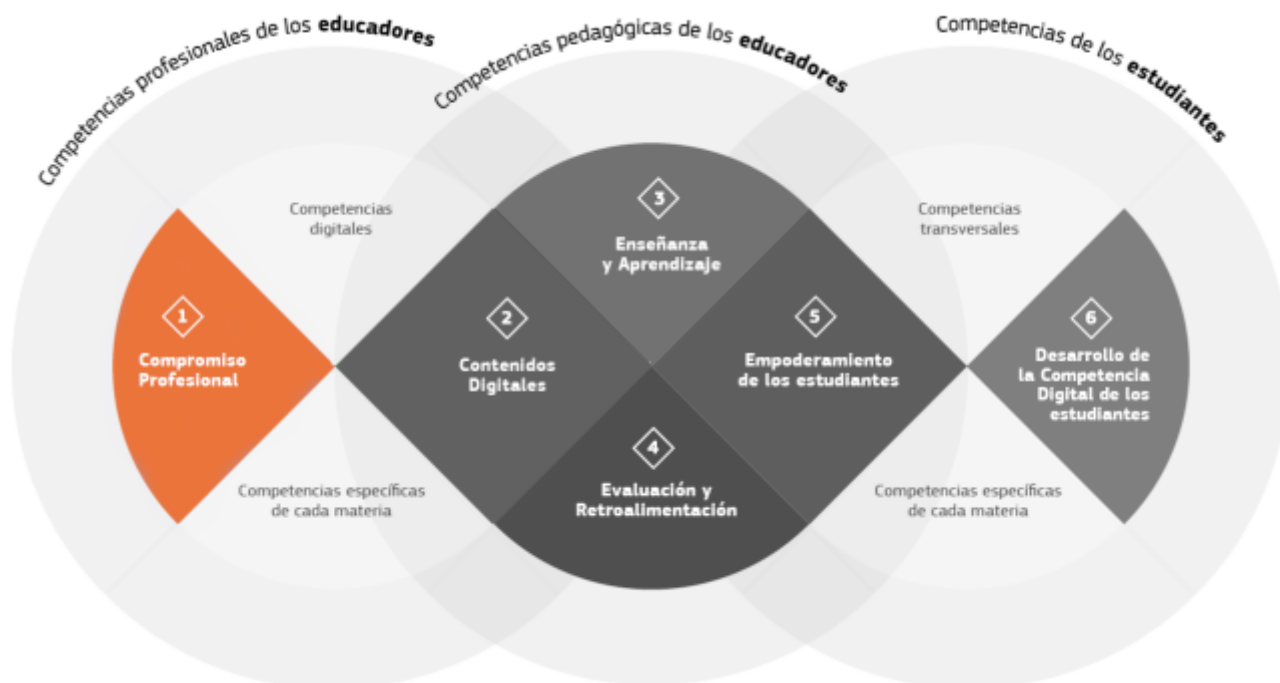 Competencias profesionales de los educadores
Competencias pedagógicas de los educadores
Competencias de los estudiantes
Competencias
digitales
1
Compromiso
Profesional
Competencias específicas
de cada materia
2
Contenidos
Digitales
3
Enseñanza
y Aprendizaje
4
Evaluación y
Retroalimentación
5
Empoderamiento
de los estudiantes
Competencias
transversales
6
Desarrollo de
la Competencia
Digital de los
estudiantes
Competencias específicas
de cada materia